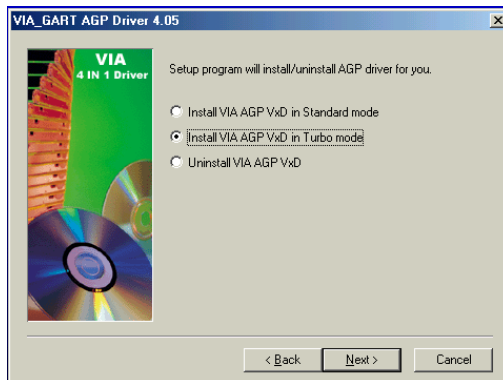 VIA_GART AGP Driver 4.05
VIA
4 IN 1 Driver
Setup program will install/uninstall AGP driver for you.
Install VIA AGP VxD in Standard mode
Install VIA AGP VxD in Turbo mode
Uninstall VIA AGP VxD
< Back
Next >
Cancel